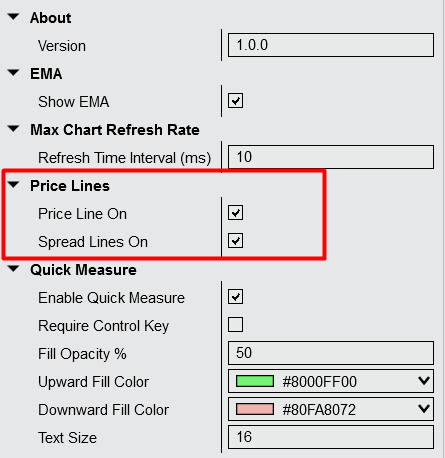 About
Version 1.0.0
EMA
Show EMA
Max Chart Refresh Rate
Refresh Time Interval (ms) 10
Price Lines
Price Line On
Spread Lines On
Quick Measure
Enable Quick Measure
Require Control Key
Fill Opacity % 50
Upward Fill Color #8000FF00
Downward Fill Color #80FA8072
Text Size 16